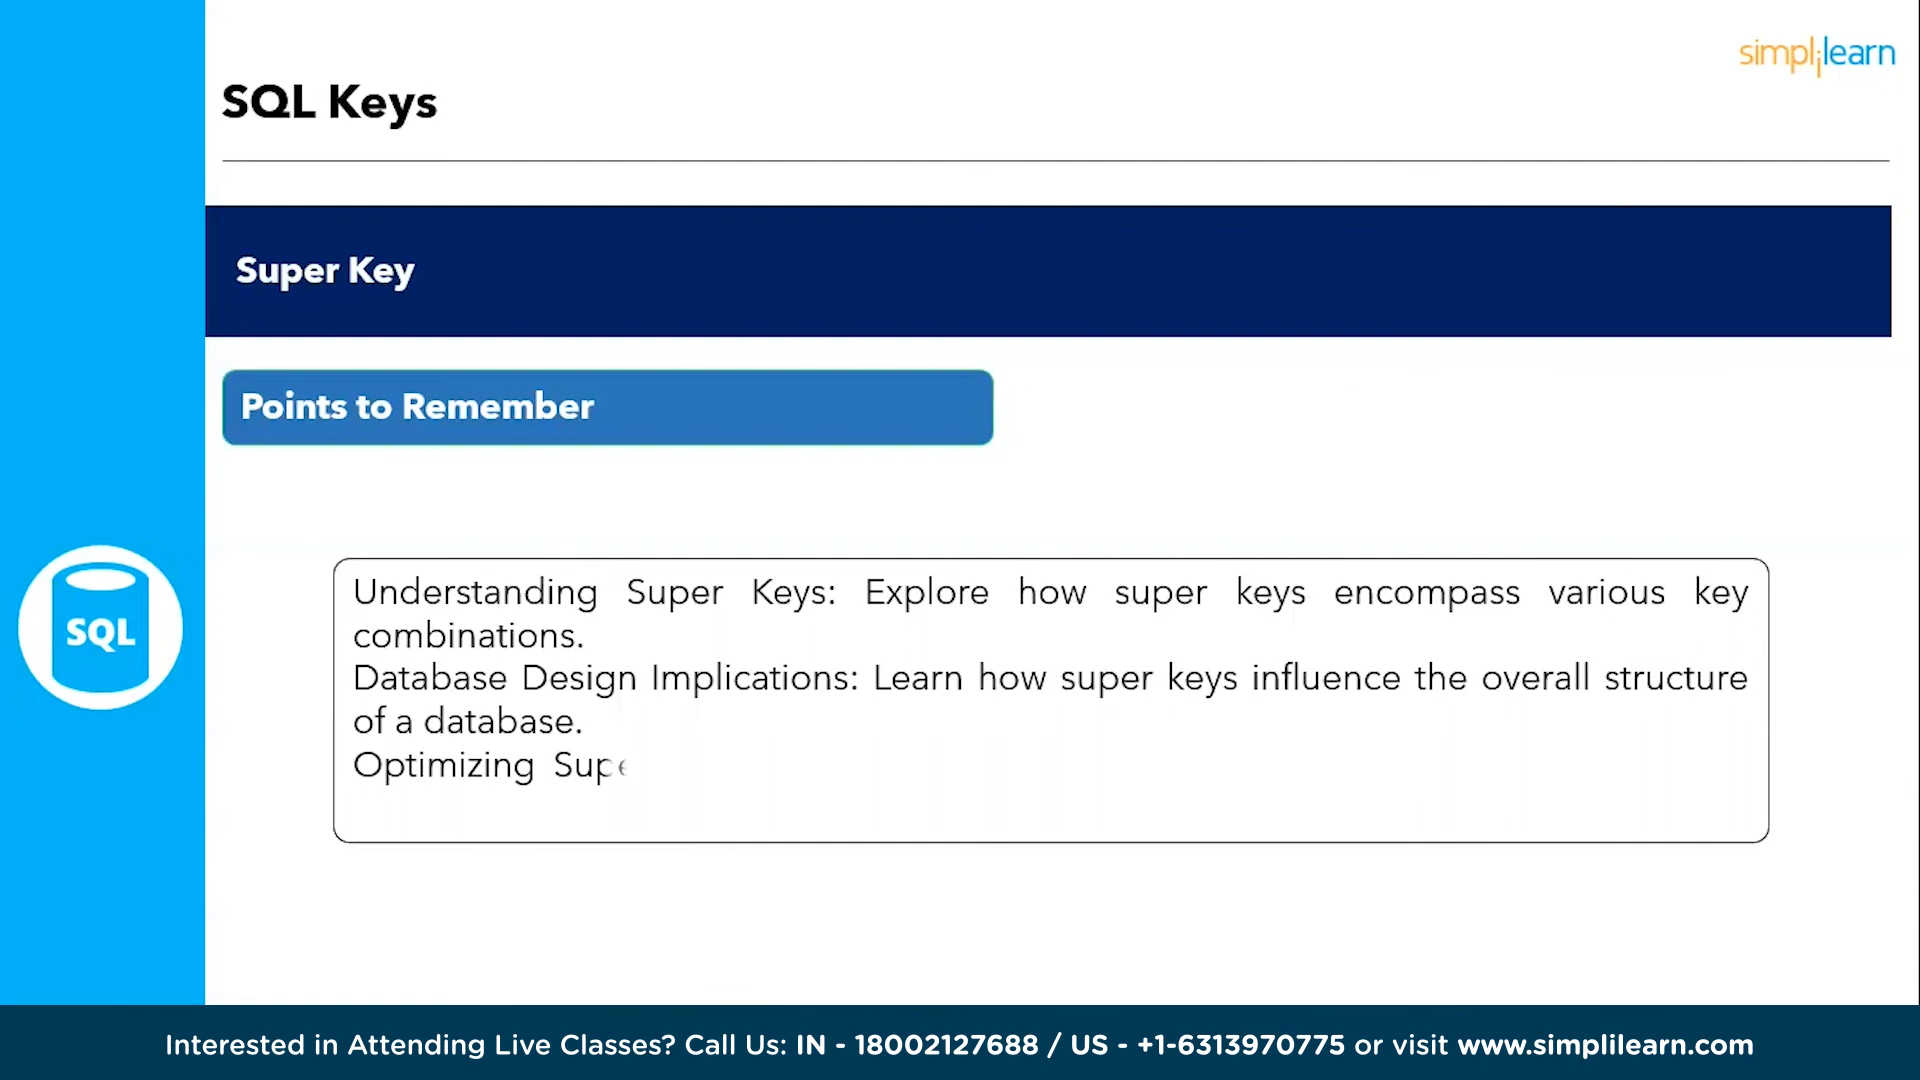 simplilearn
SQL Keys
Super Key
Points to Remember
Understanding Super Keys: Explore how super keys encompass various key
combinations.
Database Design Implications: Learn how super keys influence the overall structure
of a database.
Optimizing Supe
SQL
Interested in Attending Live Classes? Call Us: IN - 18002127688 / US - +1-6313970775 or visit www.simplilearn.com